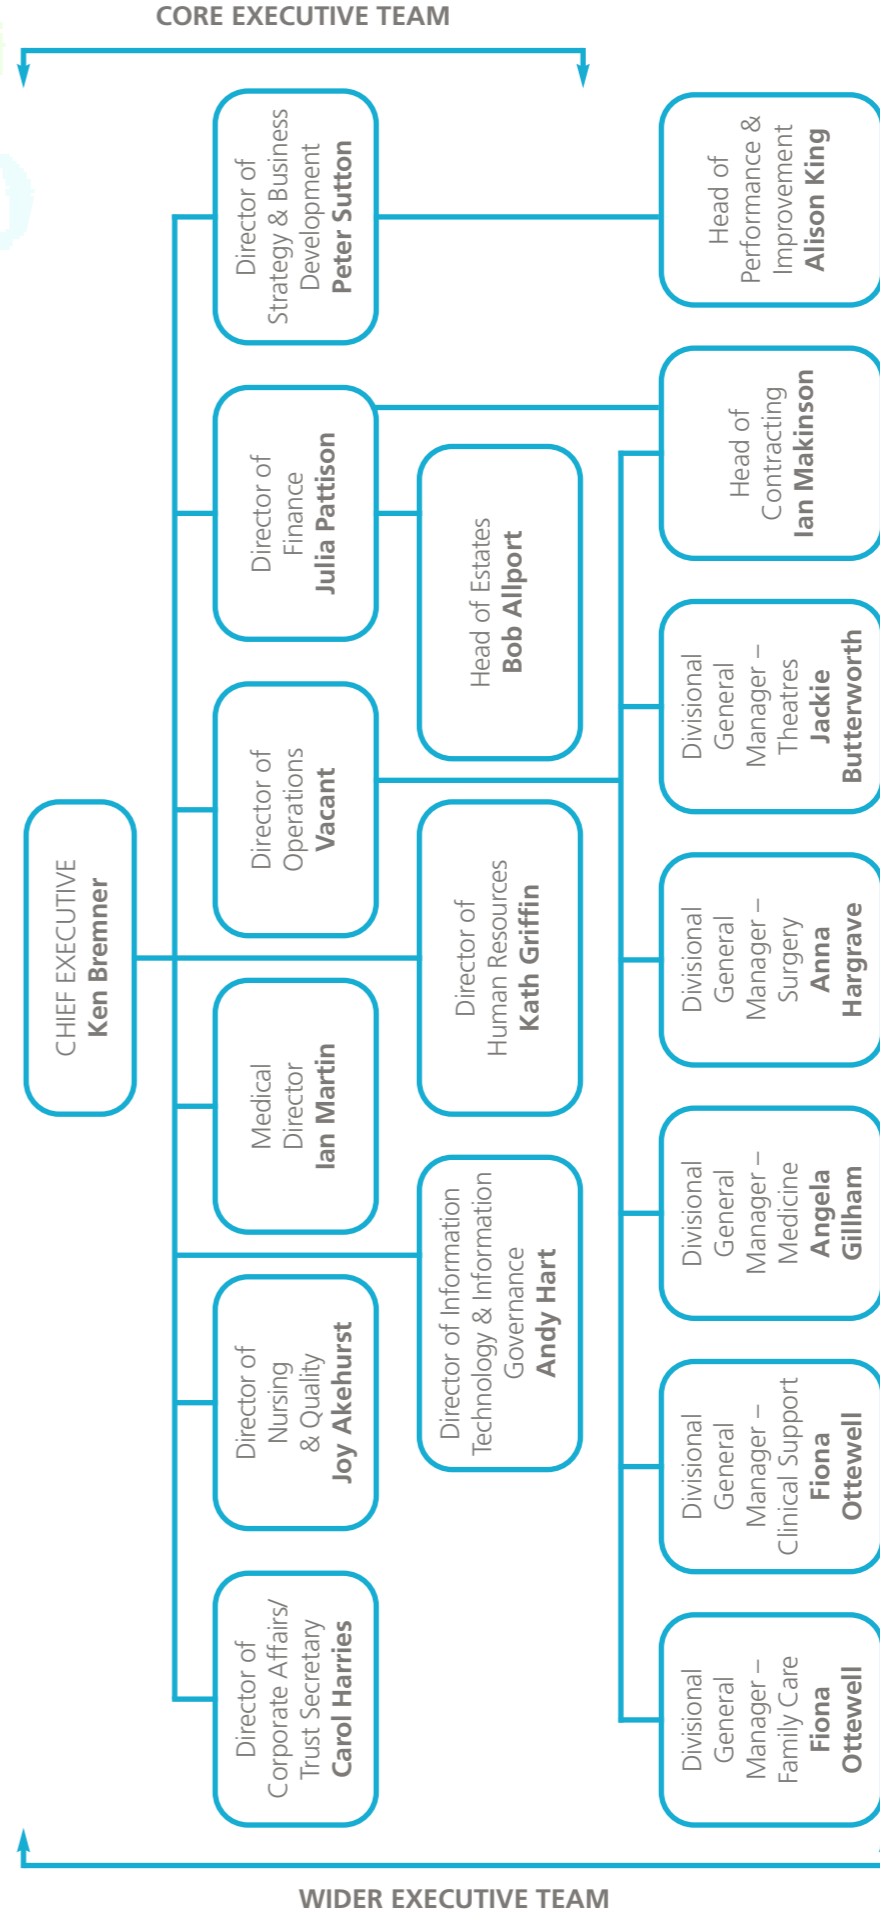 CORE EXECUTIVE TEAM
CHIEF EXECUTIVE
Ken Bremner
Director of
Corporate Affairs/
Trust Secretary
Carol Harries
Director of
Nursing
& Quality
Joy Akehurst
Medical
Director
Ian Martin
Director of
Operations
Vacant
Director of
Finance
Julia Pattison
Director of
Strategy & Business
Development
Peter Sutton
Director of Information
Technology & Information
Governance
Andy Hart
Director of
Human Resources
Kath Griffin
Head of Estates
Bob Allport
Divisional
General
Manager –
Family Care
Fiona
Ottewell
Divisional
General
Manager –
Clinical Support
Fiona
Ottewell
Divisional
General
Manager –
Medicine
Angela
Gillham
Divisional
General
Manager –
Surgery
Anna
Hargrave
Divisional
General
Manager –
Theatres
Jackie
Butterworth
Head of
Contracting
Ian Makinson
Head of
Performance &
Improvement
Alison King
WIDER EXECUTIVE TEAM